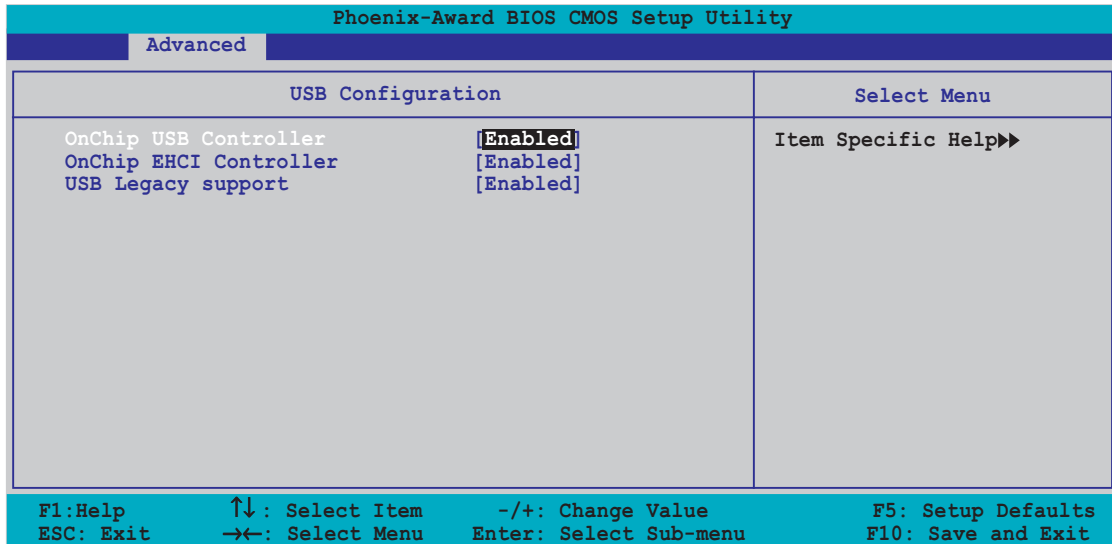 Phoenix-Award BIOS CMOS Setup Utility
Advanced
USB Configuration
Select Menu
OnChip USB Controller [Enabled]
OnChip EHCI Controller [Enabled]
USB Legacy support [Enabled]
Item Specific Help▶▶
F1:Help ↑↓: Select Item -/+: Change Value F5: Setup Defaults
ESC: Exit →←: Select Menu Enter: Select Sub-menu F10: Save and Exit